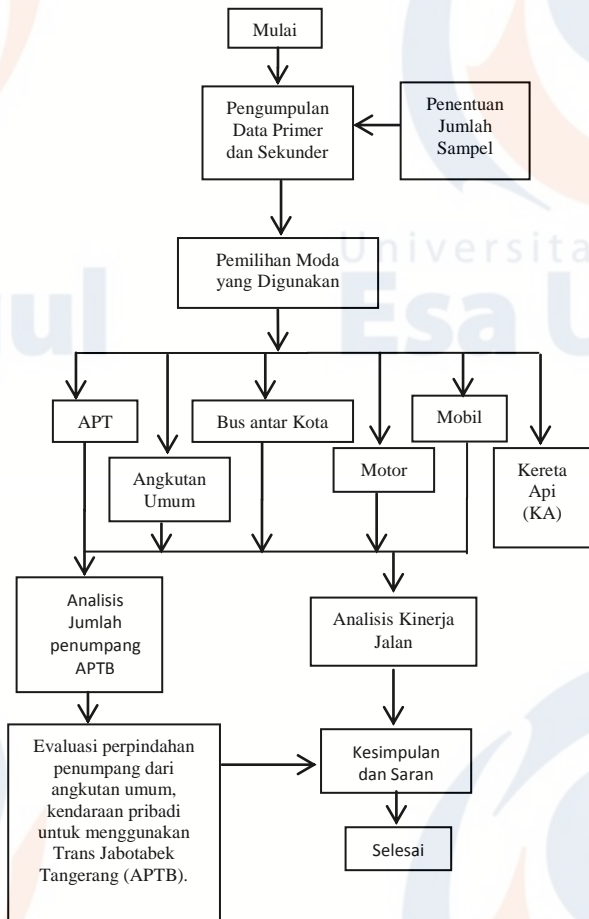 Mulai
Pengumpulan
Data Primer
dan Sekunder
Penentuan
Jumlah
Sampel
Universita
Pemilihan Moda
yang Digunakan
gul
Esa U
APT
Bus antar Kota
Mobil
Angkutan
Umum
Motor
Kereta
Api
(KA)
Analisis
Jumlah
penumpang
APTB
Analisis Kinerja
Jalan
Evaluasi perpindahan
penumpang dari
angkutan umum,
kendaraan pribadi
untuk menggunakan
Trans Jabotabek
Tangerang (APTB).
Kesimpulan
dan Saran
Selesai